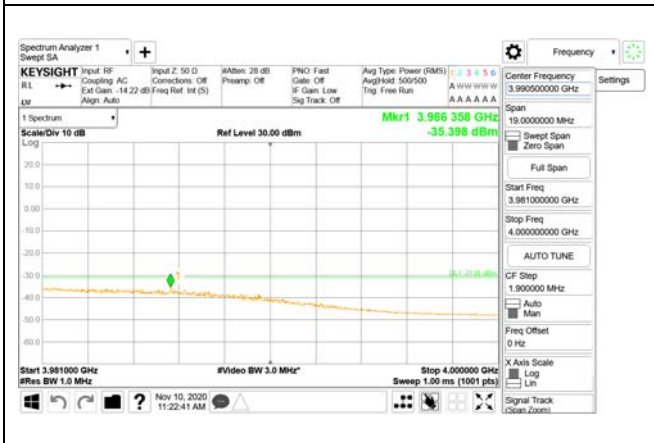 Spectrum Analyzer 1
Swept SA
+
Frequency
KEYSIGHT
Input: RF
Coupling: AC
Ext Gain: -14.22 dB
Align: Auto
Input Z: 50 Ω
Corrections: Off
Freq Ref: Int (S)
#Atten: 28 dB
Preamp: Off
PNO: Fast
Gate: Off
IF Gain: Low
Sig Track: Off
Avg Type: Power (RMS)
Avg|Hold: 500/500
Trig: Free Run
1 2 3 4 5 6
A W W W W W
A A A A A A
1 Spectrum
Scale/Div 10 dB
Ref Level 30.00 dBm
Mkr1 3.986 358 GHz
-35.398 dBm
Log
20.0
10.0
0.00
-10.0
-20.0
-30.0
-40.0
-50.0
-60.0
Start 3.981000 GHz
#Video BW 3.0 MHz*
Stop 4.000000 GHz
#Res BW 1.0 MHz
Sweep 1.00 ms (1001 pts)
Nov 10, 2020
11:22:41 AM
?
Center Frequency
3.990500000 GHz
Settings
Span
19.0000000 MHz
Swept Span
Zero Span
Full Span
Start Freq
3.981000000 GHz
Stop Freq
4.000000000 GHz
AUTO TUNE
CF Step
1.900000 MHz
Auto
Man
Freq Offset
0 Hz
X Axis Scale
Log
Lin
Signal Track
(Span Zoom)